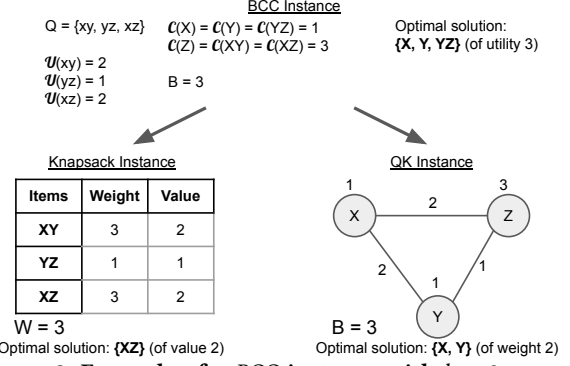 BCC Instance
Q = {xy, yz, xz}
𝓒(X) = 𝓒(Y) = 𝓒(YZ) = 1
Optimal solution:
𝓒(Z) = 𝓒(XY) = 𝓒(XZ) = 3
{X, Y, YZ} (of utility 3)
𝓤(xy) = 2
𝓤(yz) = 1
B = 3
𝓤(xz) = 2
Knapsack Instance
QK Instance
Items Weight Value
XY 3 2
YZ 1 1
XZ 3 2
1
3
X
2
Z
2
1
1
Y
W = 3
B = 3
Optimal solution: {XZ} (of value 2)
Optimal solution: {X, Y} (of weight 2)